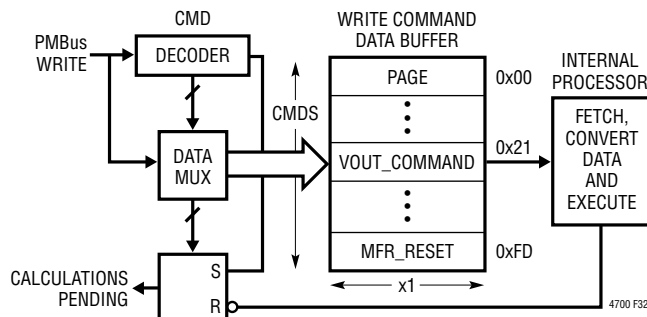 CMD
PMBus
WRITE
DECODER
DATA
MUX
CALCULATIONS
PENDING
S
R
CMDS
WRITE COMMAND
DATA BUFFER
PAGE
0x00
VOUT_COMMAND
0x21
MFR_RESET
0xFD
x1
INTERNAL
PROCESSOR
FETCH,
CONVERT
DATA
AND
EXECUTE
4700 F32